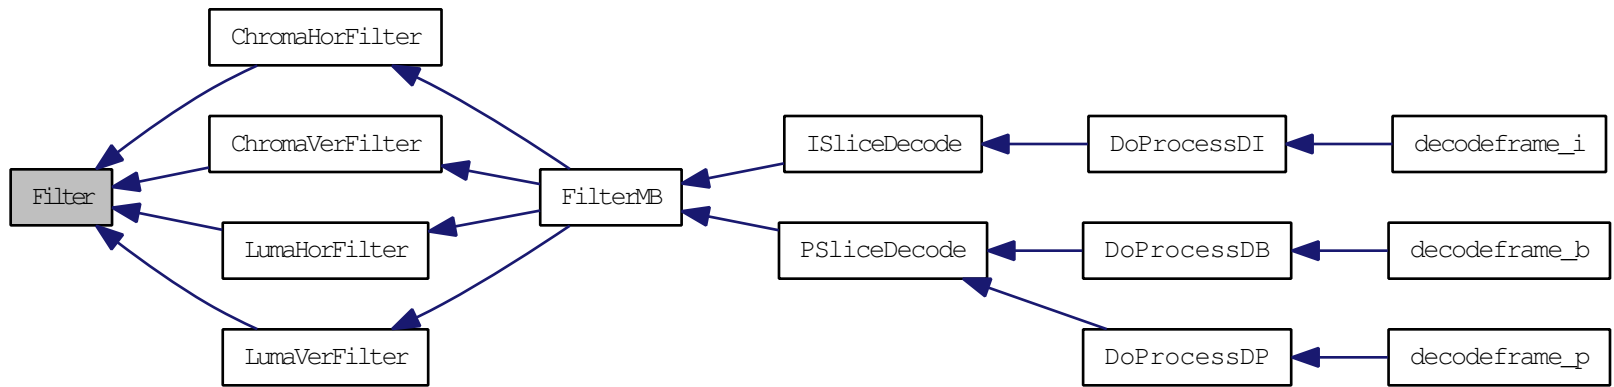 Filter
ChromaHorFilter
ChromaVerFilter
LumaHorFilter
LumaVerFilter
FilterMB
ISliceDecode
PSliceDecode
DoProcessDI
DoProcessDB
DoProcessDP
decodeframe_i
decodeframe_b
decodeframe_p